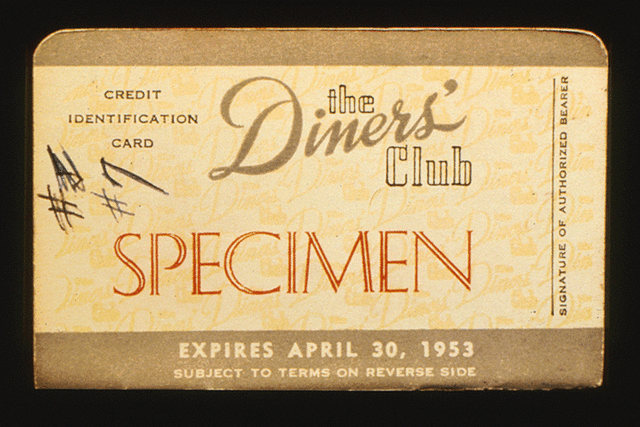 CREDIT
IDENTIFICATION
CARD
the
Diners'
Club
#7
SPECIMEN
SIGNATURE OF AUTHORIZED BEARER
EXPIRES APRIL 30, 1953
SUBJECT TO TERMS ON REVERSE SIDE